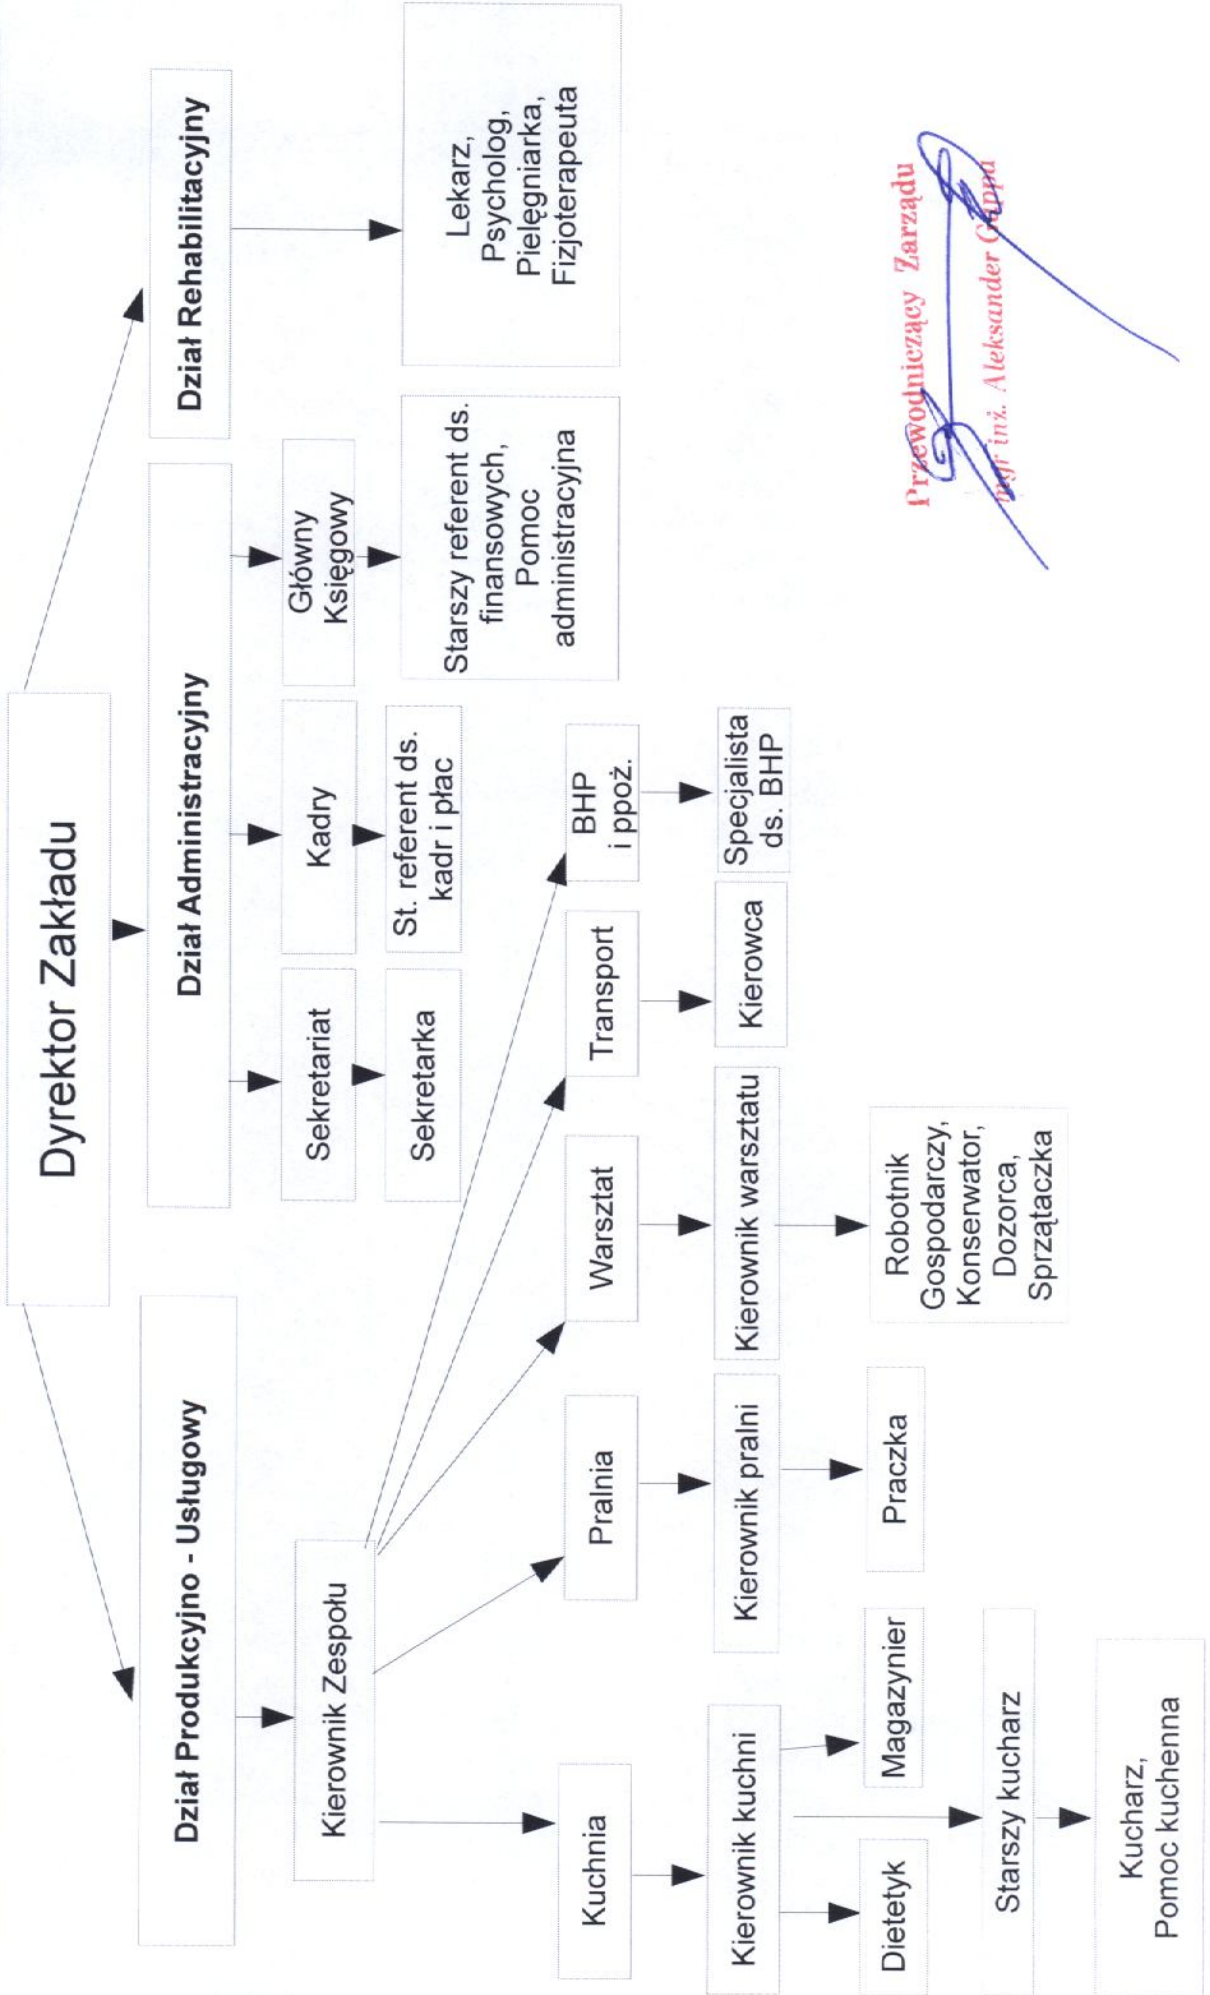 Dyrektor Zakładu
Dział Produkcyjno - Usługowy
Dział Administracyjny
Dział Rehabilitacyjny
Kierownik Zespołu
Sekretariat
Kadry
Główny
Księgowy
Sekretarka
St. referent ds.
kadr i płac
Starszy referent ds.
finansowych,
Pomoc
administracyjna
Lekarz,
Psycholog,
Pielęgniarka,
Fizjoterapeuta
Kuchnia
Pralnia
Warsztat
Transport
BHP
i ppoż.
Kierownik kuchni
Kierownik pralni
Kierownik warsztatu
Kierowca
Specjalista
ds. BHP
Dietetyk
Magazynier
Praczka
Robotnik
Gospodarczy,
Konserwator,
Dozorca,
Sprzątaczka
Starszy kucharz
Kucharz,
Pomoc kuchenna
Przewodniczący Zarządu
mgr inż. Aleksander